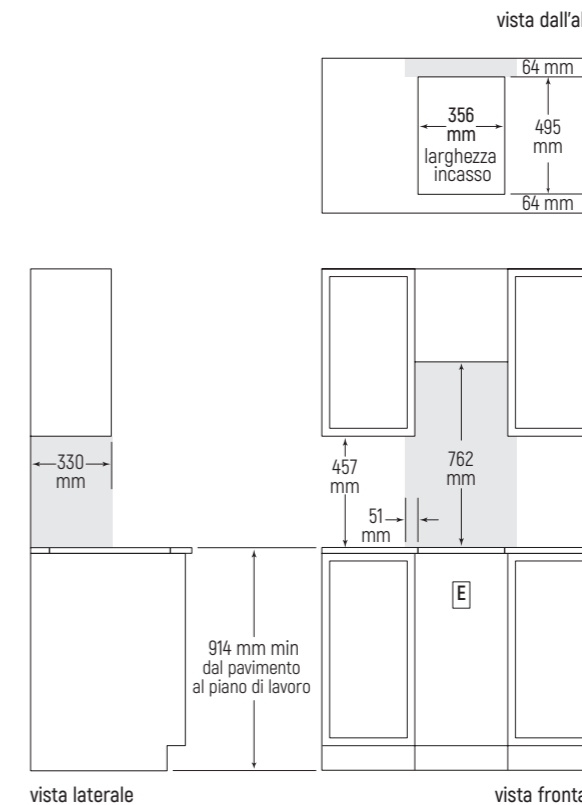 vista dall'al
64 mm
356
mm
larghezza
incasso
495
mm
64 mm
330
mm
457
mm
762
mm
51
mm
E
914 mm min
dal pavimento
al piano di lavoro
vista laterale
vista fronta